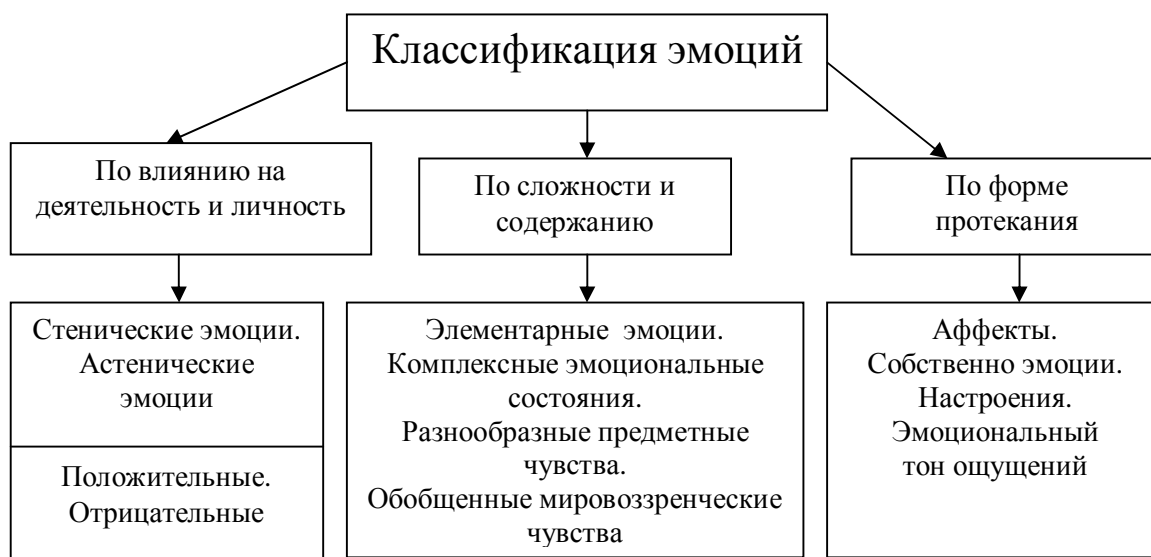 Классификация эмоций
По влиянию на
деятельность и личность
По сложности и
содержанию
По форме
протекания
Стенические эмоции.
Астенические
эмоции
Положительные.
Отрицательные
Элементарные эмоции.
Комплексные эмоциональные
состояния.
Разнообразные предметные
чувства.
Обобщенные мировоззренческие
чувства
Аффекты.
Собственно эмоции.
Настроения.
Эмоциональный
тон ощущений